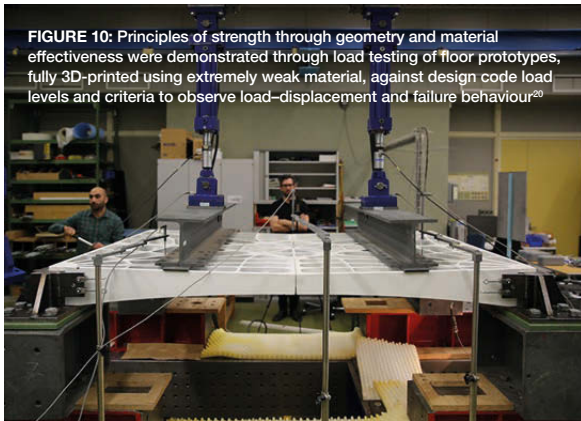 FIGURE 10: Principles of strength through geometry and material
effectiveness were demonstrated through load testing of floor prototypes,
fully 3D-printed using extremely weak material, against design code load
levels and criteria to observe load–displacement and failure behaviour²⁰